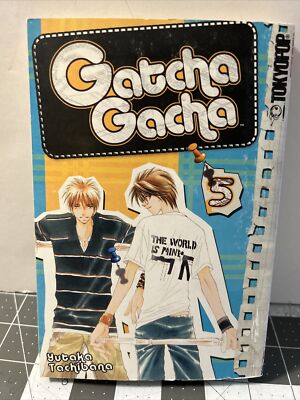 Gatcha
Gacha
TOKYOPOP
5
THE WORLD
IS MINE
Yutaka
Tachibana